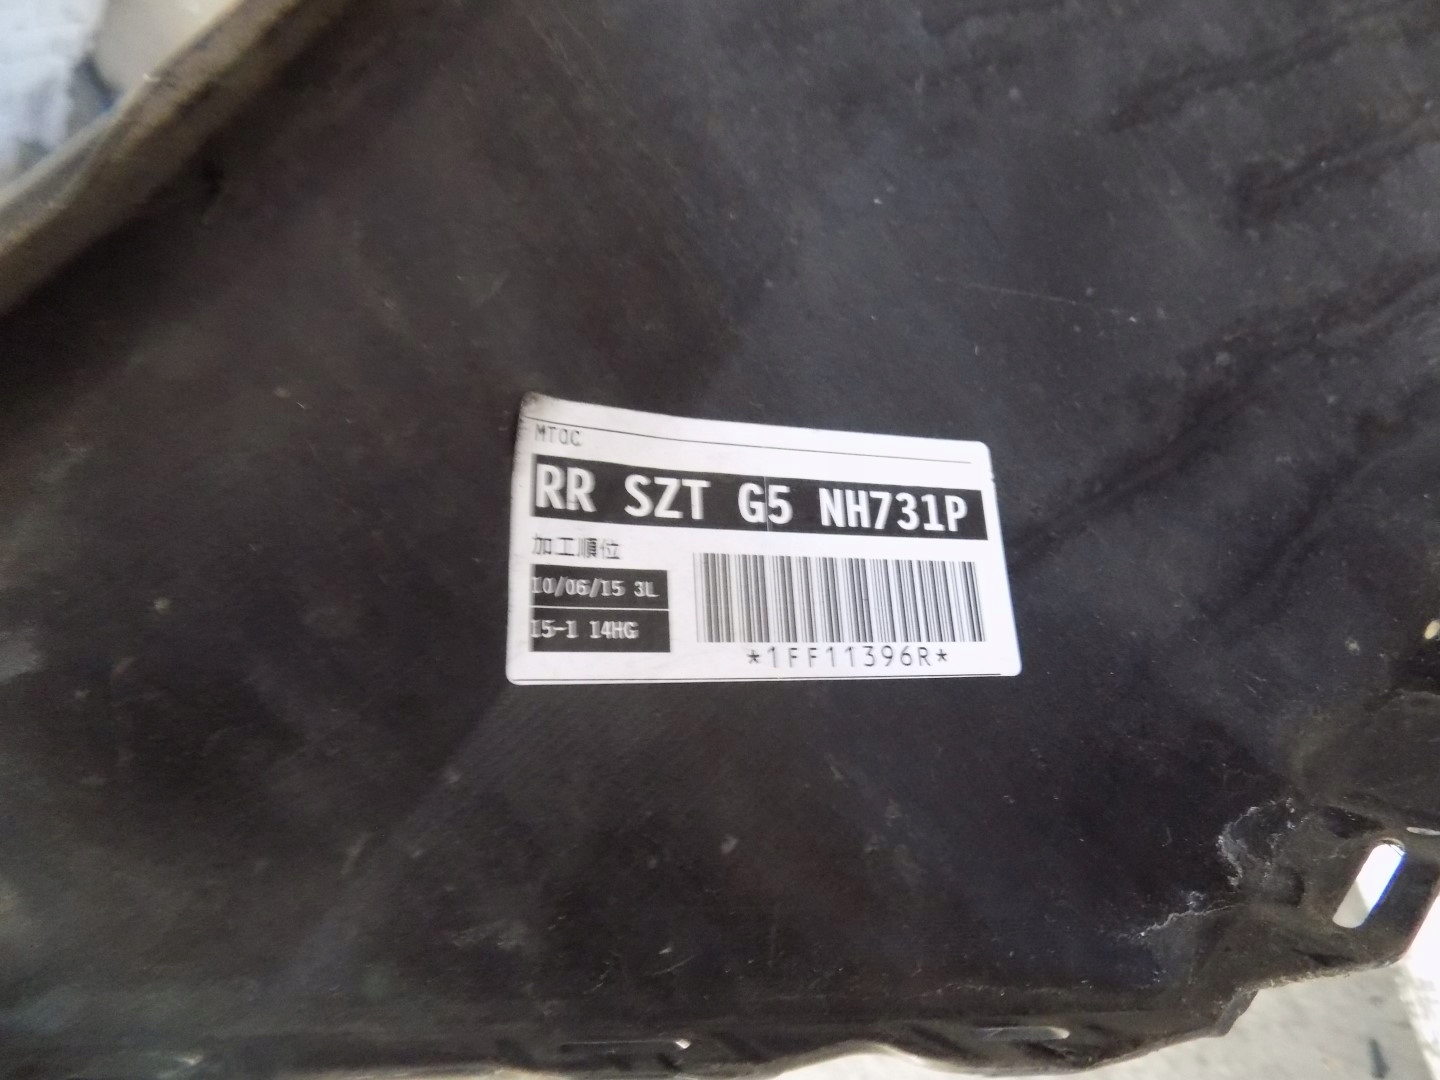 MTOC
RR SZT G5 NH731P
加工順位
10/06/15 3L
15-1 14HG
*1FF11396R*